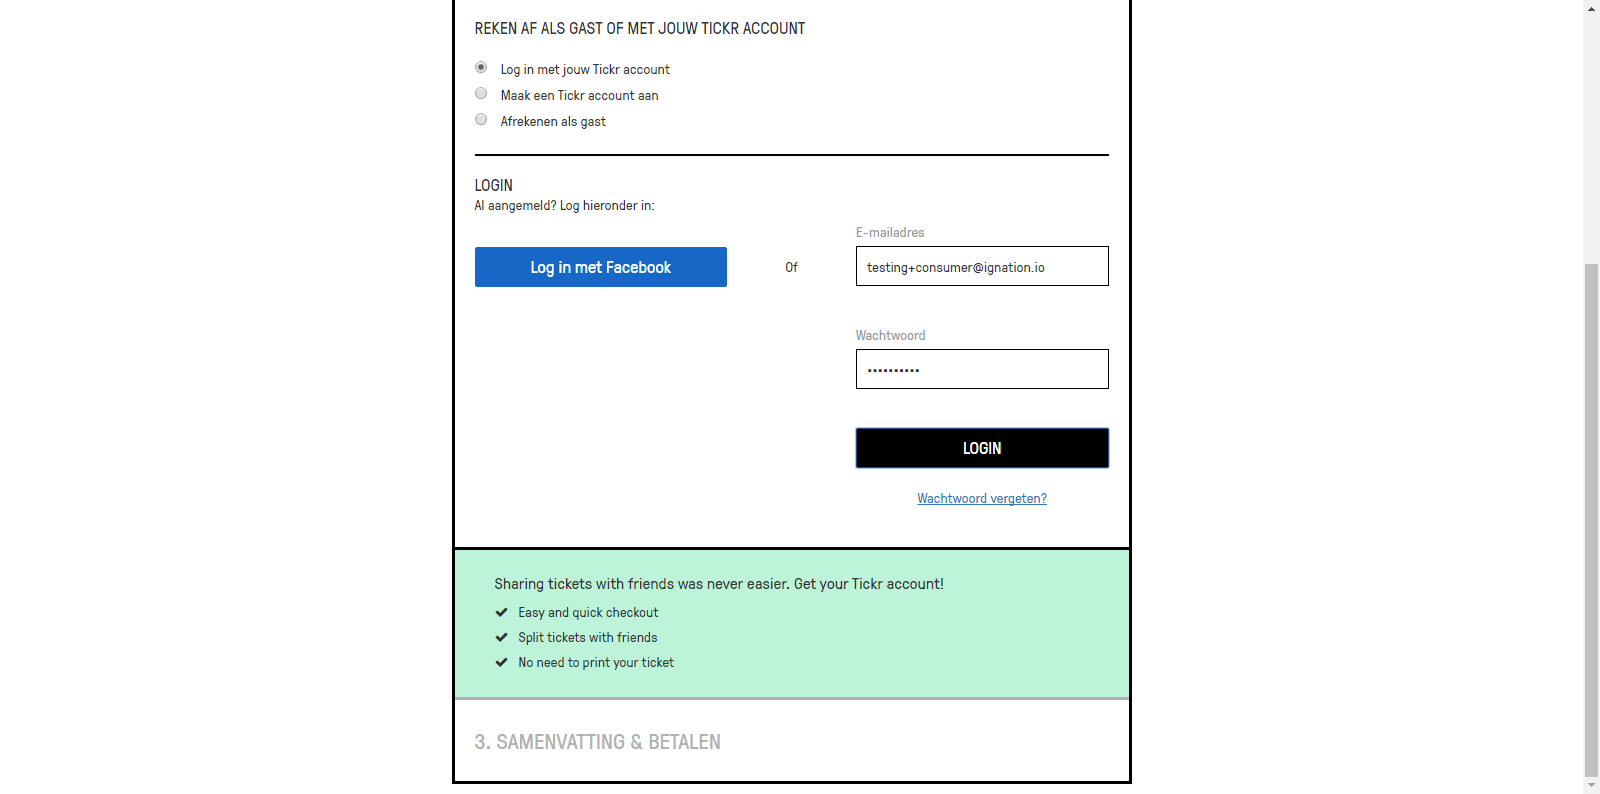 REKEN AF ALS GAST OF MET JOUW TICKR ACCOUNT
Log in met jouw Tickr account
Maak een Tickr account aan
Afrekenen als gast
LOGIN
Al aangemeld? Log hieronder in:
Log in met Facebook
Of
E-mailadres
testing+consumer@ignation.io
Wachtwoord
••••••••••
LOGIN
Wachtwoord vergeten?
Sharing tickets with friends was never easier. Get your Tickr account!
Easy and quick checkout
Split tickets with friends
No need to print your ticket
3. SAMENVATTING & BETALEN